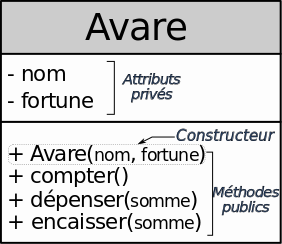 Avare
- nom
- fortune
Attributs
privés
Constructeur
+ Avare(nom, fortune)
+ compter()
+ dépenser(somme)
+ encaisser(somme)
Méthodes
publics